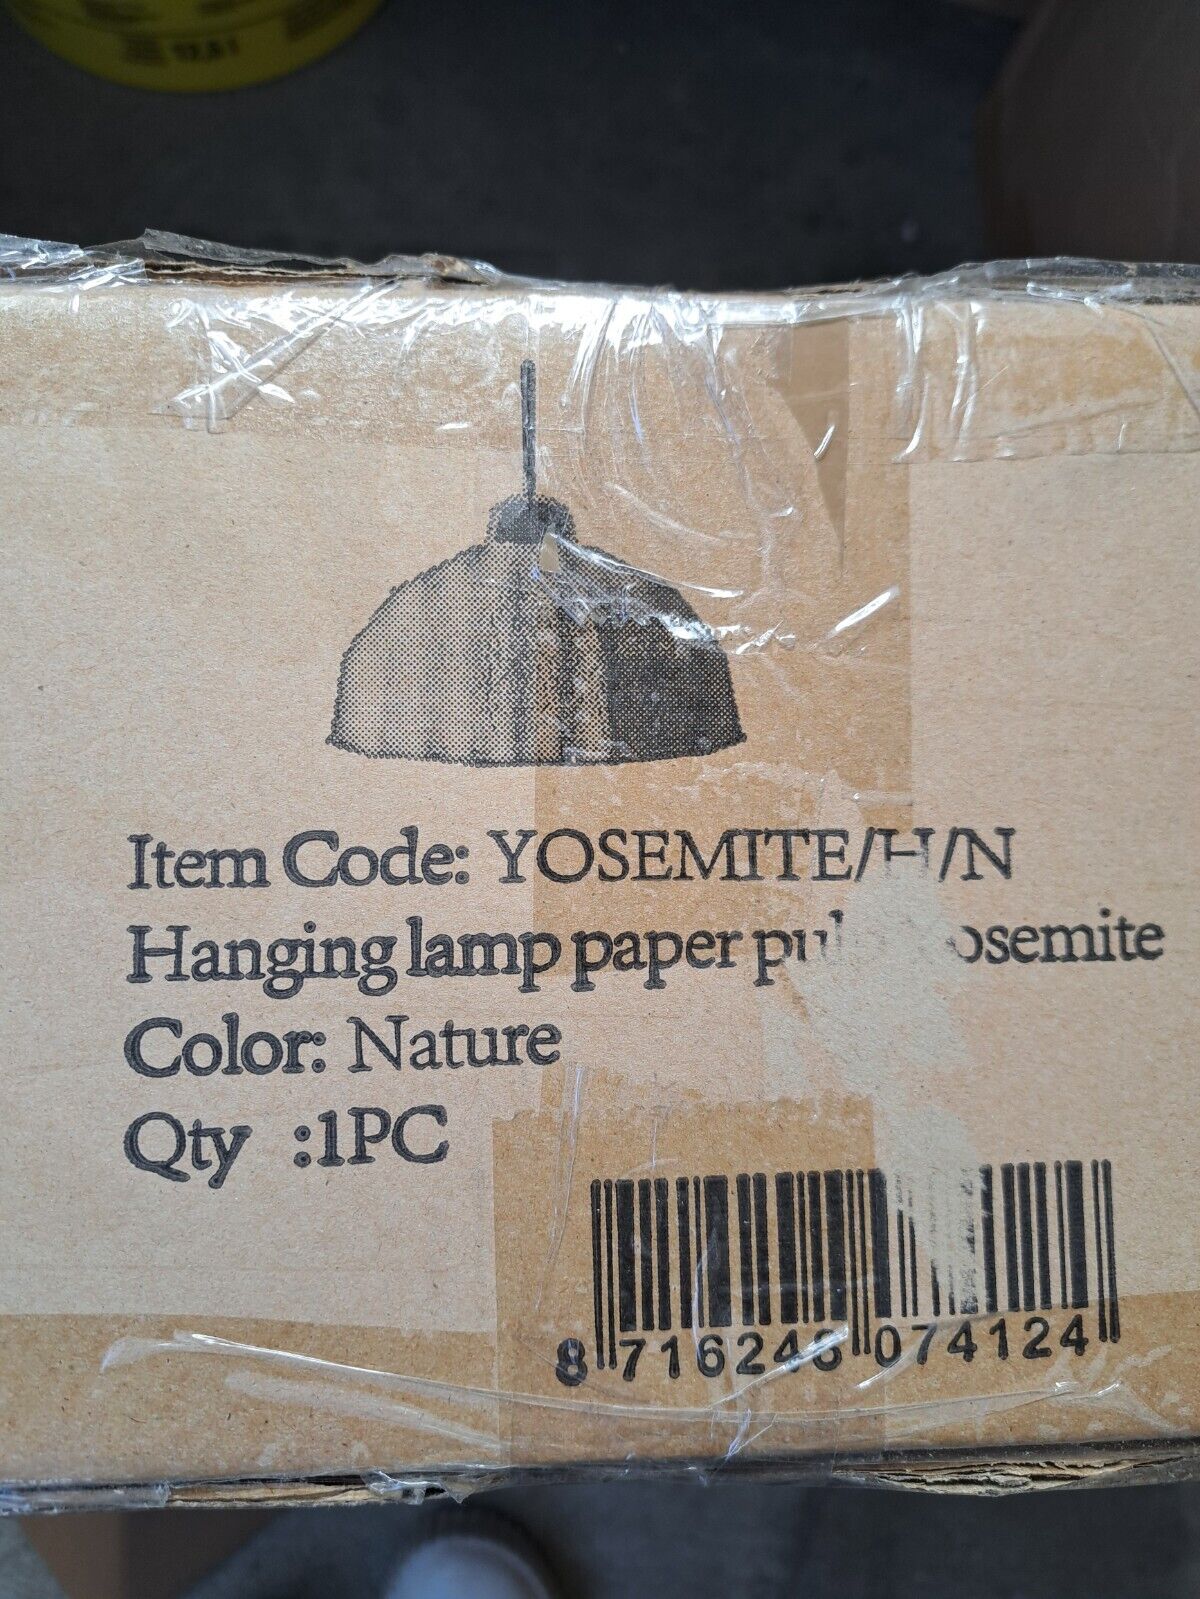 Item Code: YOSEMITE/H/N
Hanging lamp paper
Color: Nature
Qty :1PC
8 716248 074124